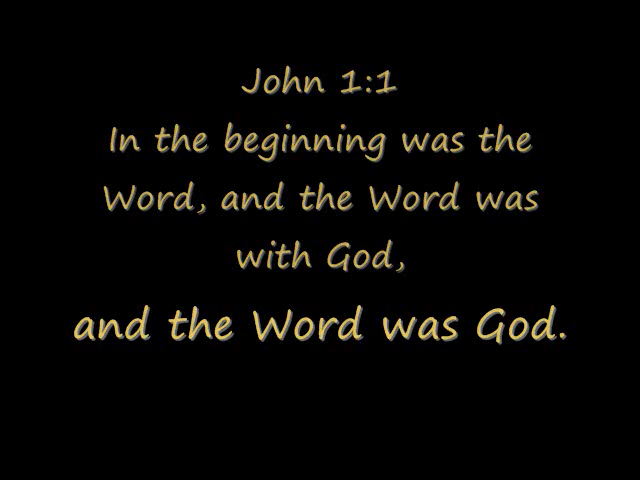 John 1:1
In the beginning was the
Word, and the Word was
with God,
and the Word was God.